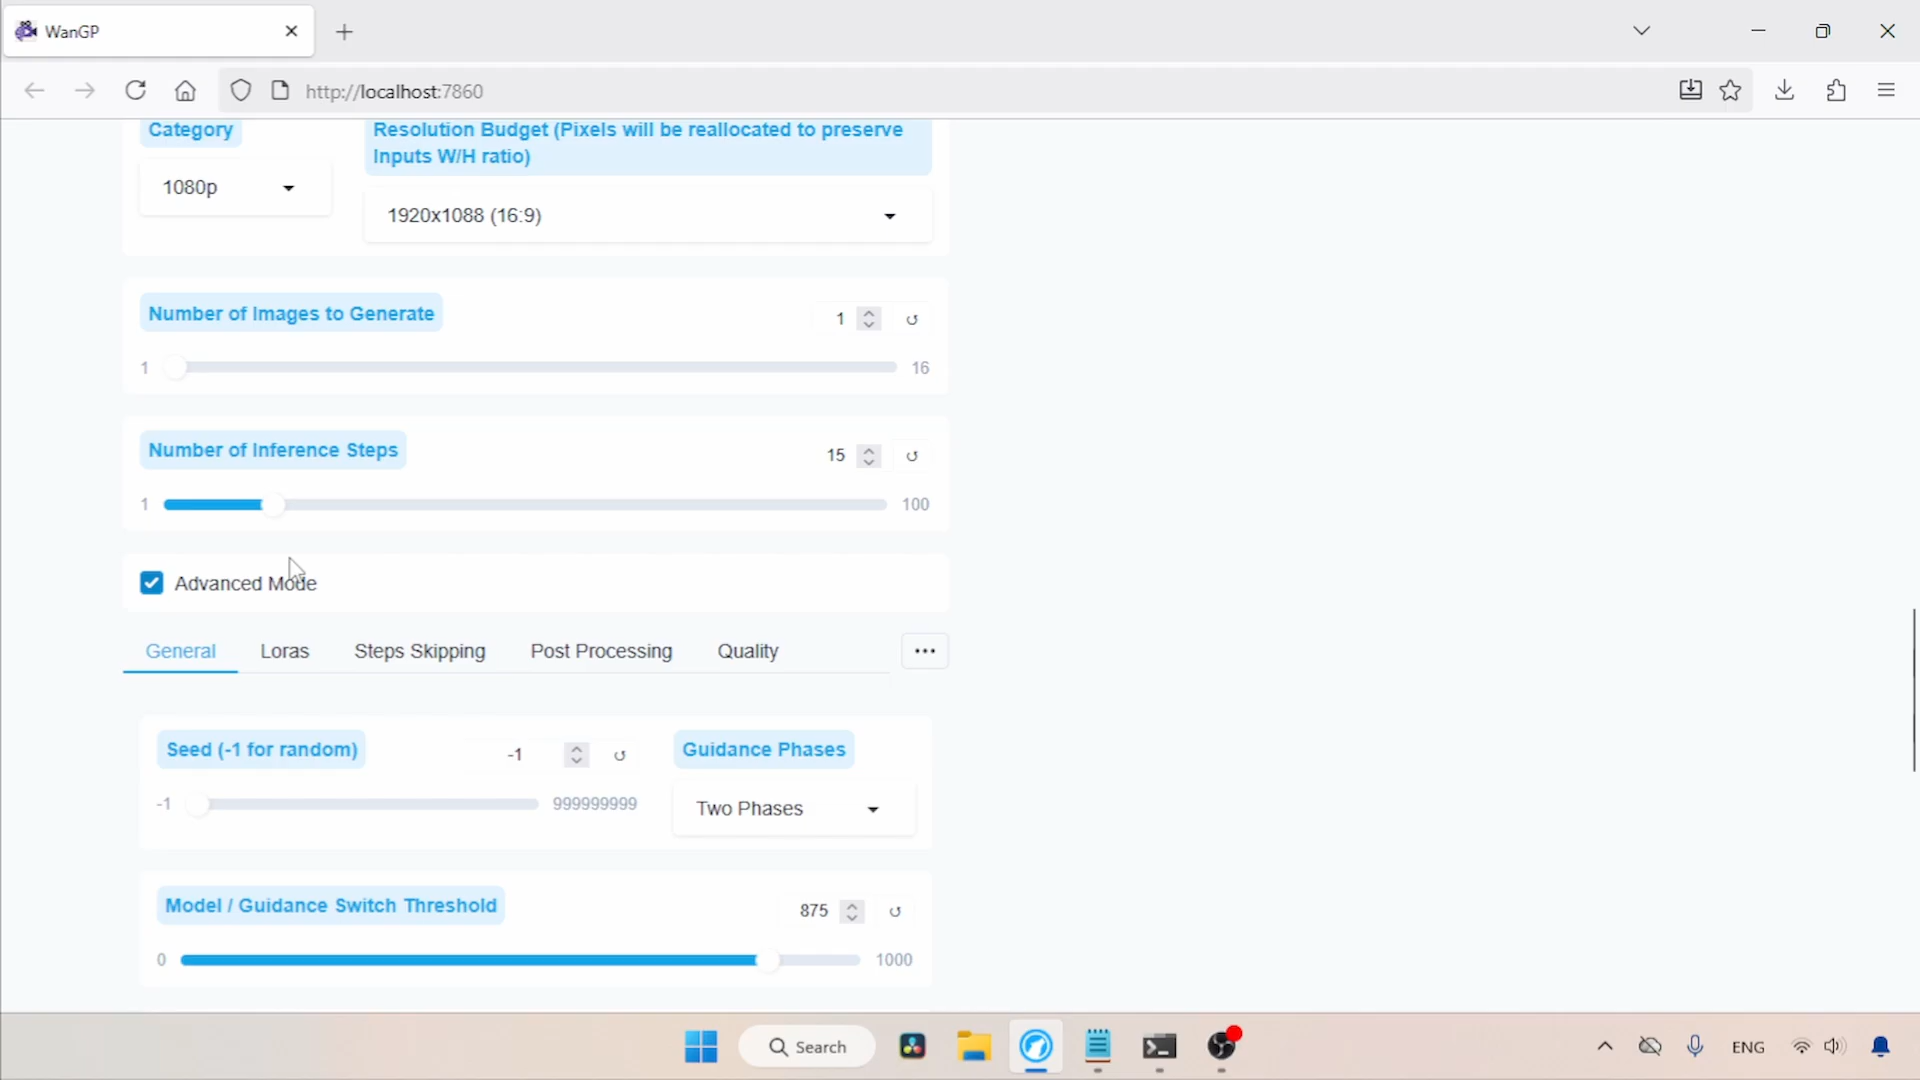 WanGP
http://localhost:7860
Category
Resolution Budget (Pixels will be reallocated to preserve
Inputs W/H ratio)
1080p
1920x1088 (16:9)
Number of Images to Generate
1
1
16
Number of Inference Steps
15
1
100
Advanced Mode
General
Loras
Steps Skipping
Post Processing
Quality
Seed (-1 for random)
-1
Guidance Phases
-1
999999999
Two Phases
Model / Guidance Switch Threshold
875
0
1000
Search
ENG